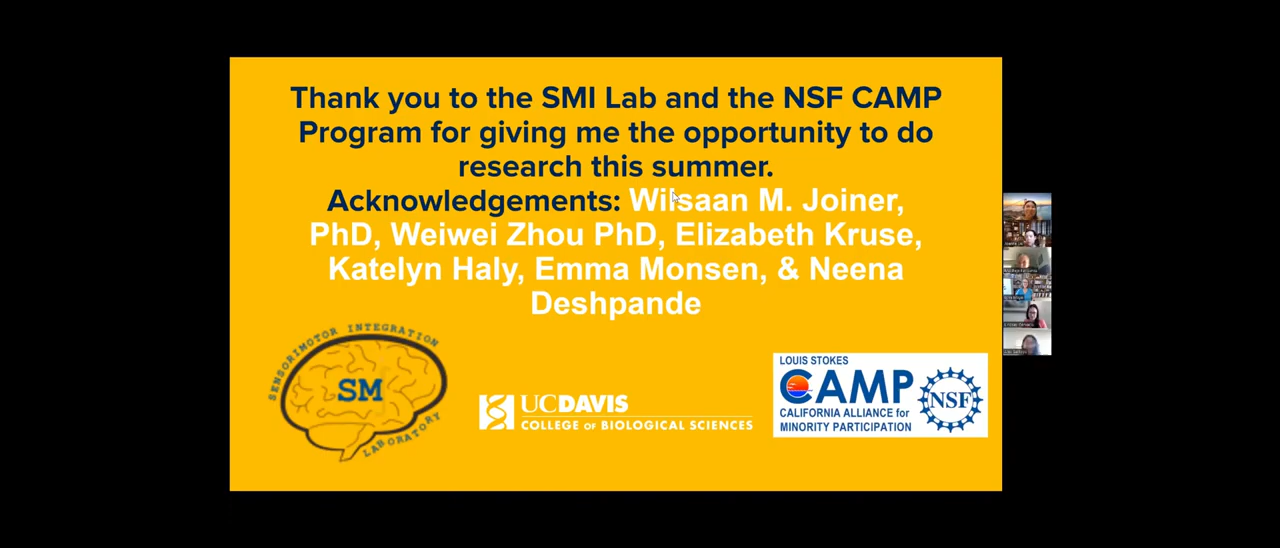 Thank you to the SMI Lab and the NSF CAMP
Program for giving me the opportunity to do
research this summer.
Acknowledgements: Wilsaan M. Joiner,
PhD, Weiwei Zhou PhD, Elizabeth Kruse,
Katelyn Haly, Emma Monsen, & Neena
Deshpande
SENSORIMOTOR INTEGRATION
SMI
LABORATORY
UCDAVIS
COLLEGE OF BIOLOGICAL SCIENCES
LOUIS STOKES
CAMP
CALIFORNIA ALLIANCE for
MINORITY PARTICIPATION
NSF